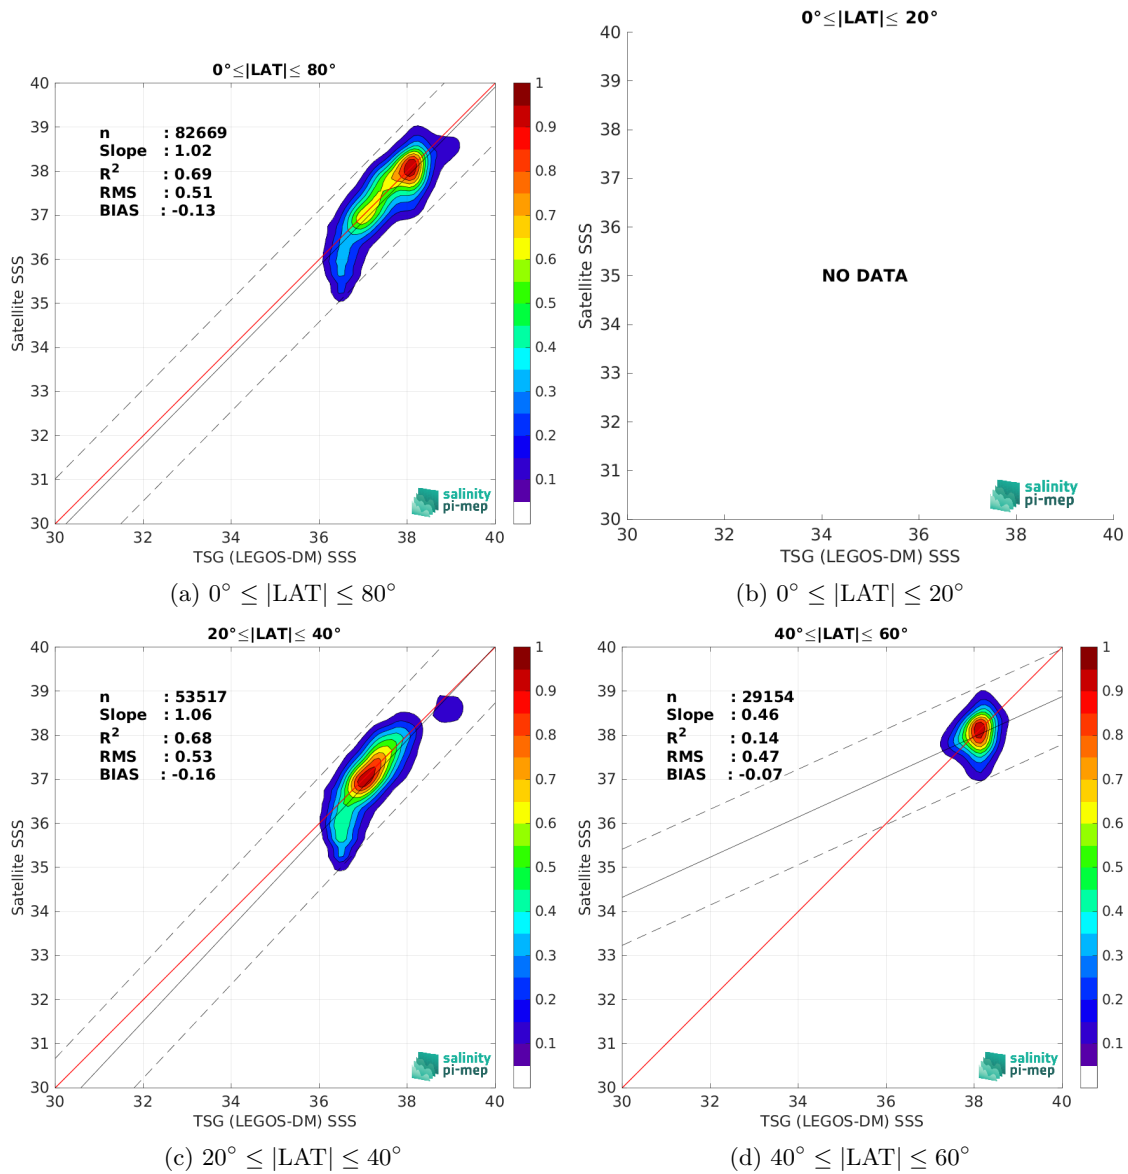 0°≤|LAT|≤ 80°
40
39
38
37
36
35
34
33
32
31
30
n : 82669
Slope : 1.02
R² : 0.69
RMS : 0.51
BIAS : -0.13
1
0.9
0.8
0.7
0.6
0.5
0.4
0.3
0.2
0.1
Satellite SSS
salinity
pi-mep
30 32 34 36 38 40
TSG (LEGOS-DM) SSS
(a) 0° ≤ |LAT| ≤ 80°
0°≤|LAT|≤ 20°
40
39
38
37
36
35
34
33
32
31
30
Satellite SSS
NO DATA
salinity
pi-mep
30 32 34 36 38 40
TSG (LEGOS-DM) SSS
(b) 0° ≤ |LAT| ≤ 20°
20°≤|LAT|≤ 40°
40
39
38
37
36
35
34
33
32
31
30
n : 53517
Slope : 1.06
R² : 0.68
RMS : 0.53
BIAS : -0.16
1
0.9
0.8
0.7
0.6
0.5
0.4
0.3
0.2
0.1
Satellite SSS
salinity
pi-mep
30 32 34 36 38 40
TSG (LEGOS-DM) SSS
(c) 20° ≤ |LAT| ≤ 40°
40°≤|LAT|≤ 60°
40
39
38
37
36
35
34
33
32
31
30
n : 29154
Slope : 0.46
R² : 0.14
RMS : 0.47
BIAS : -0.07
1
0.9
0.8
0.7
0.6
0.5
0.4
0.3
0.2
0.1
Satellite SSS
salinity
pi-mep
30 32 34 36 38 40
TSG (LEGOS-DM) SSS
(d) 40° ≤ |LAT| ≤ 60°